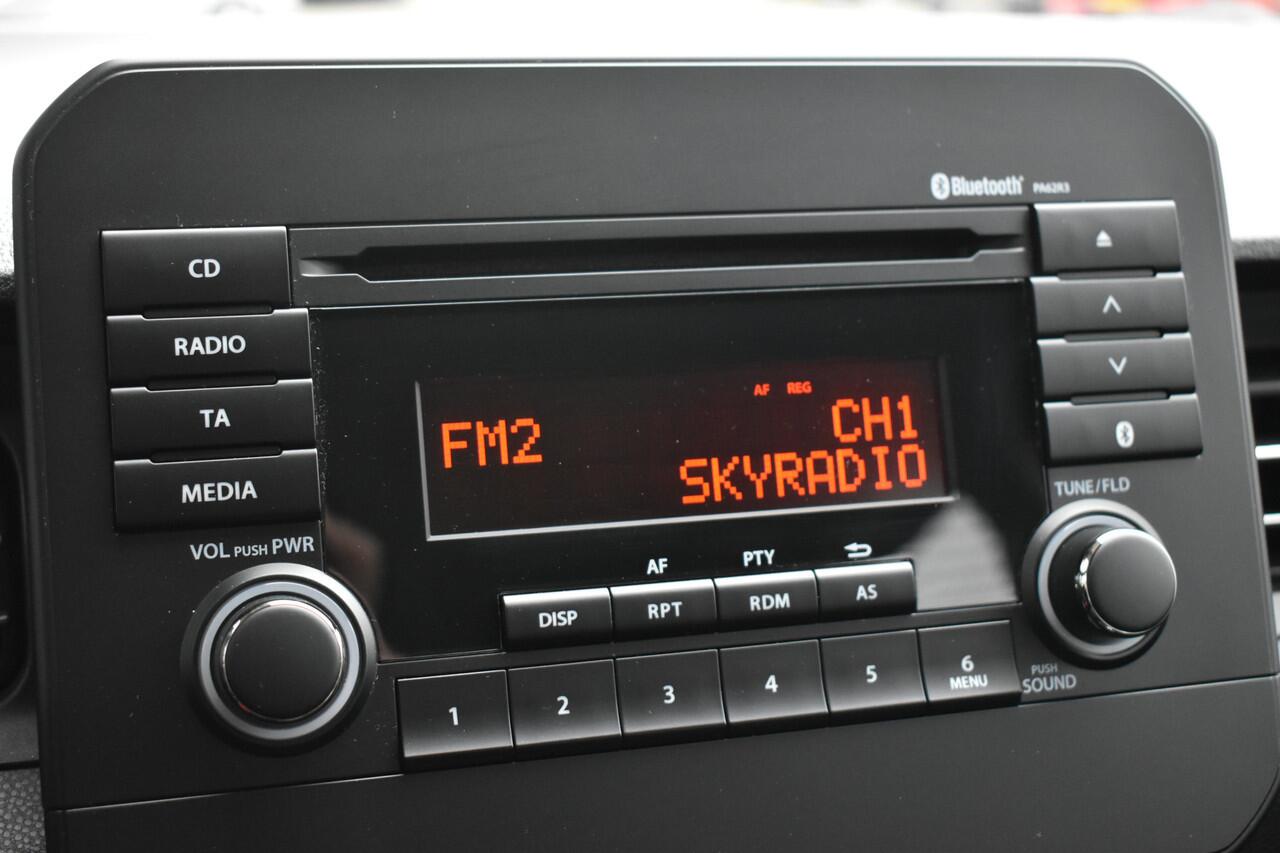 Bluetooth® PA62R3
CD
RADIO
TA
MEDIA
AF REG
FM2 CH1
SKYRADIO
VOL PUSH PWR
TUNE/FLD
AF PTY
DISP RPT RDM AS
1 2 3 4 5 6
MENU
PUSH
SOUND